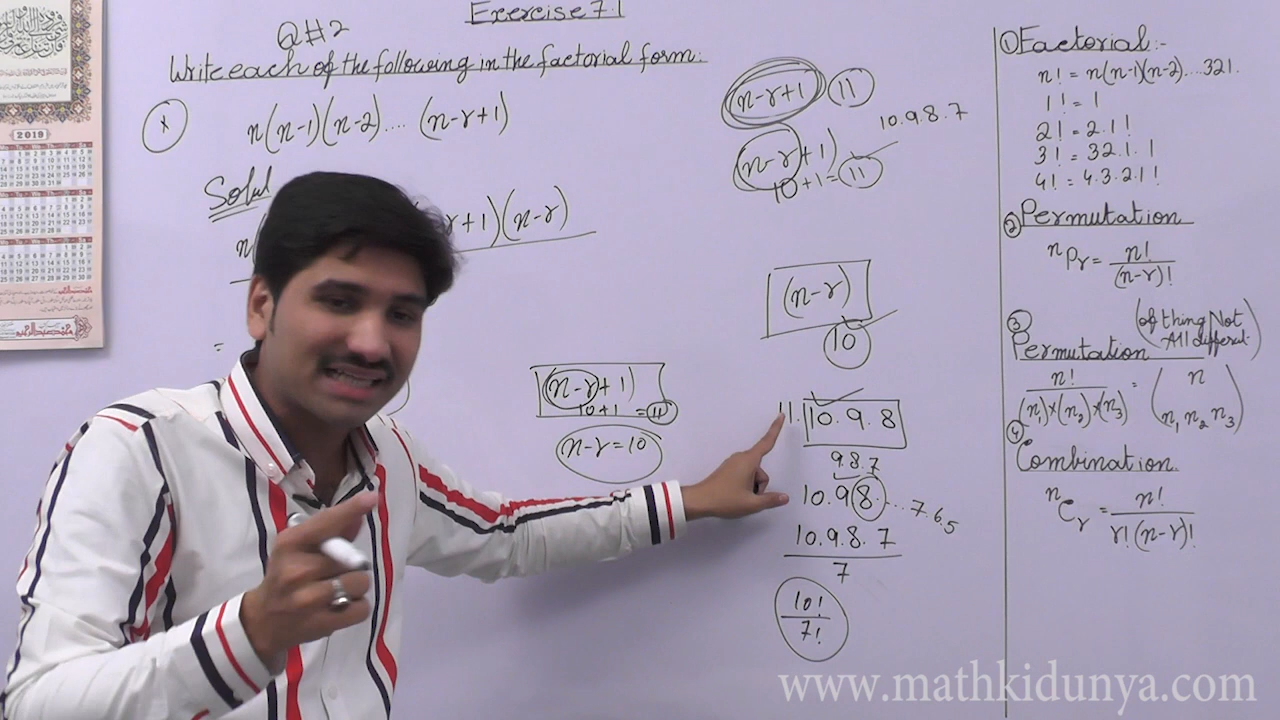 Exercise 7.1
Q#2
Write each of the following in the factorial form:
(x) n(n-1)(n-2).... (n-r+1)
Solu
n( r+1)(n-r)
=
(n-r+1) 11
10.9.8.7
(n-r+1)
10+1=11
(n-r)
10
(n-r+1)
10+1 =11
n-r=10
11. 10.9.8
9.8.7
10.9 8. ... 7.6.5
10.9.8.7
7
10!
7!
① Factorial:-
n! = n(n-1)(n-2)....321.
1! = 1
2! = 2.1!
3! = 32.1.!
4! = 4.3.2.1!
② Permutation
nPr = n!
(n-r)!
③ Permutation (of thing Not All different)
n! = ( n
(n₁)×(n₂)×(n₃) n₁, n₂, n₃ )
④ Combination.
nCr = n!
r!(n-r)!
2019
www.mathkidunya.com